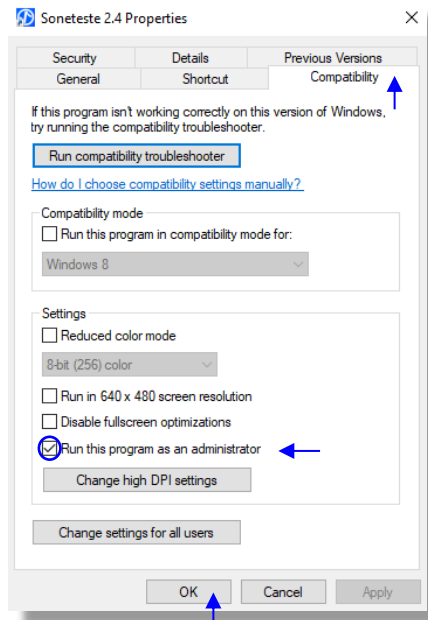 Soneteste 2.4 Properties
Security Details Previous Versions
General Shortcut Compatibility
If this program isn't working correctly on this version of Windows,
try running the compatibility troubleshooter.
Run compatibility troubleshooter
How do I choose compatibility settings manually?
Compatibility mode
Run this program in compatibility mode for:
Windows 8
Settings
Reduced color mode
8-bit (256) color
Run in 640 x 480 screen resolution
Disable fullscreen optimizations
Run this program as an administrator
Change high DPI settings
Change settings for all users
OK Cancel Apply